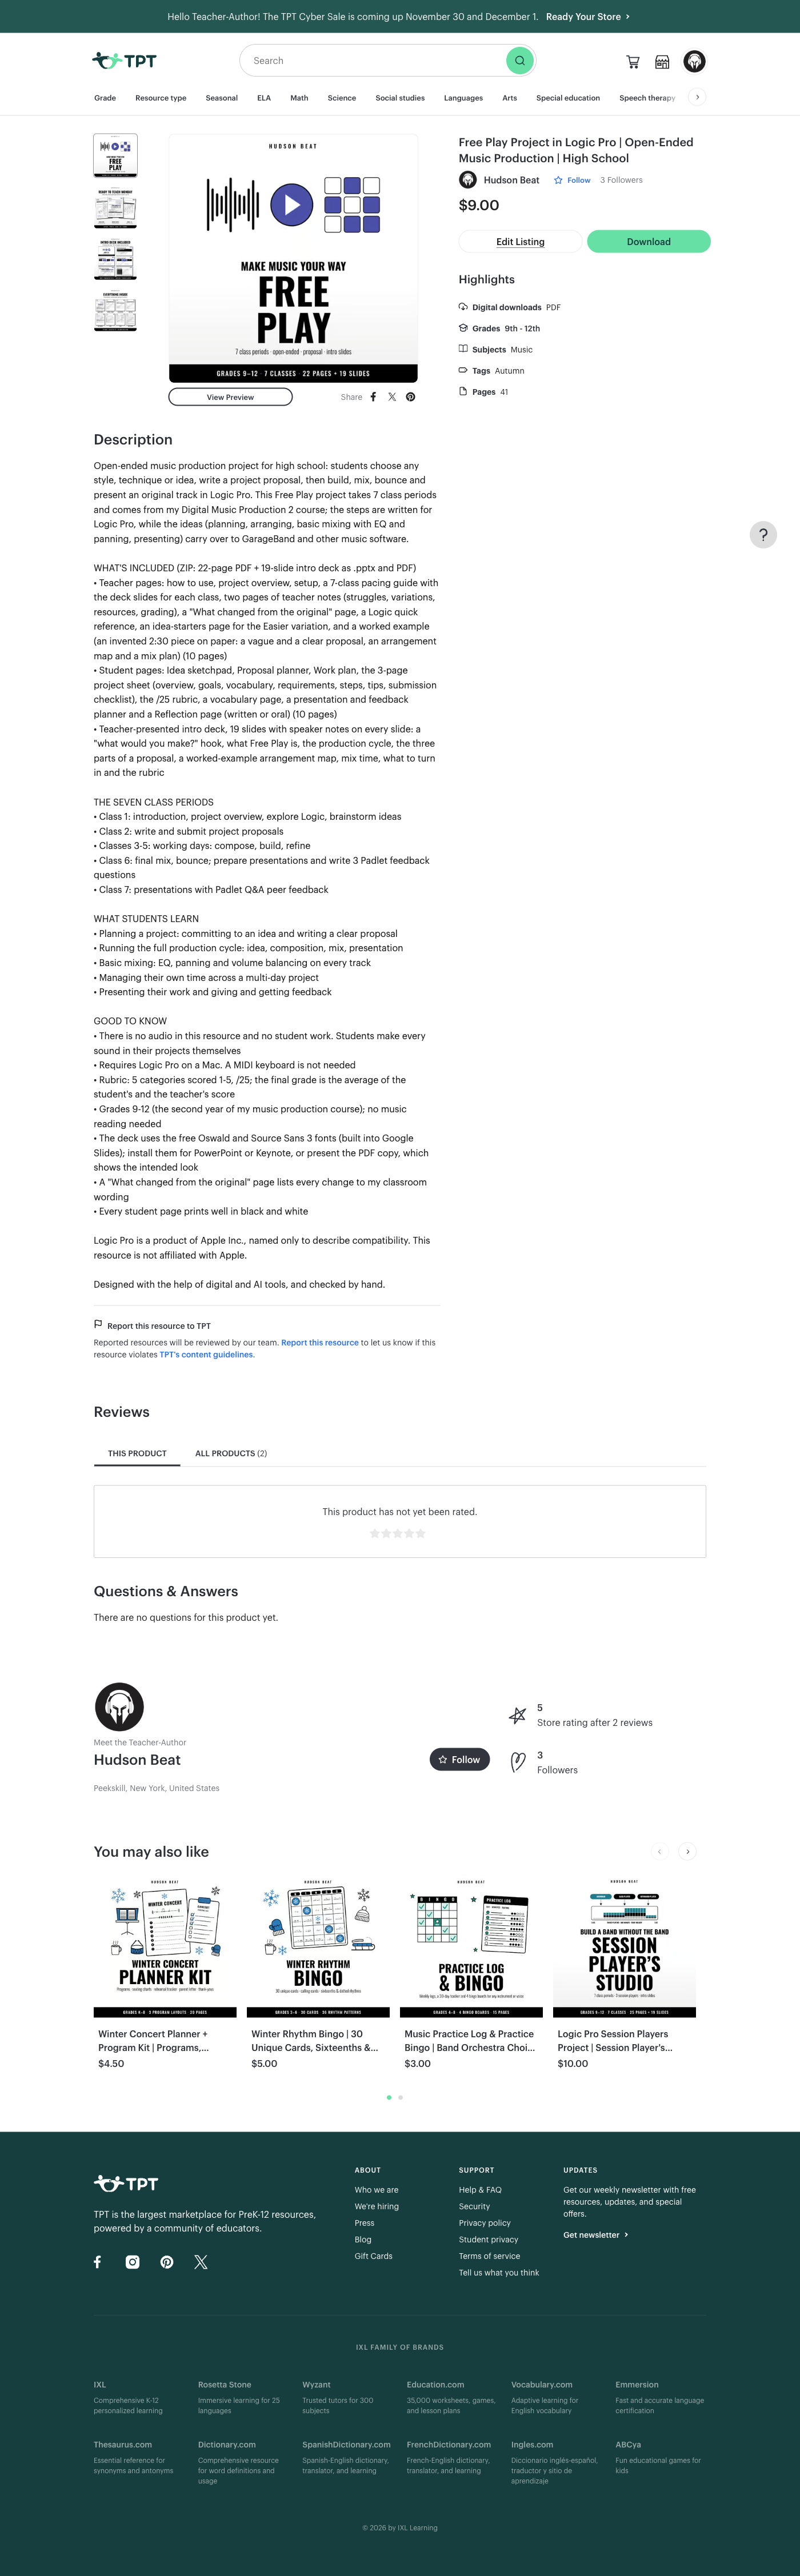 Hello Teacher-Author! The TPT Cyber Sale is coming up November 30 and December 1. Ready Your Store
TPT
Search
Grade Resource type Seasonal ELA Math Science Social studies Languages Arts Special education Speech therapy
HUDSON BEAT
MAKE MUSIC YOUR WAY
FREE
PLAY
7 class periods · open-ended · proposal · intro slides
GRADES 9–12 · 7 CLASSES · 22 PAGES + 19 SLIDES
View Preview
Share
Free Play Project in Logic Pro | Open-Ended
Music Production | High School
Hudson Beat Follow 3 Followers
$9.00
Edit Listing Download
Highlights
Digital downloads PDF
Grades 9th - 12th
Subjects Music
Tags Autumn
Pages 41
Description
Open-ended music production project for high school: students choose any
style, technique or idea, write a project proposal, then build, mix, bounce and
present an original track in Logic Pro. This Free Play project takes 7 class periods
and comes from my Digital Music Production 2 course; the steps are written for
Logic Pro, while the ideas (planning, arranging, basic mixing with EQ and
panning, presenting) carry over to GarageBand and other music software.
WHAT'S INCLUDED (ZIP: 22-page PDF + 19-slide intro deck as .pptx and PDF)
• Teacher pages: how to use, project overview, setup, a 7-class pacing guide with
the deck slides for each class, two pages of teacher notes (struggles, variations,
resources, grading), a "What changed from the original" page, a Logic quick
reference, an idea-starters page for the Easier variation, and a worked example
(an invented 2:30 piece on paper: a vague and a clear proposal, an arrangement
map and a mix plan) (10 pages)
• Student pages: Idea sketchpad, Proposal planner, Work plan, the 3-page
project sheet (overview, goals, vocabulary, requirements, steps, tips, submission
checklist), the /25 rubric, a vocabulary page, a presentation and feedback
planner and a Reflection page (written or oral) (10 pages)
• Teacher-presented intro deck, 19 slides with speaker notes on every slide: a
"what would you make?" hook, what Free Play is, the production cycle, the three
parts of a proposal, a worked-example arrangement map, mix time, what to turn
in and the rubric
THE SEVEN CLASS PERIODS
• Class 1: introduction, project overview, explore Logic, brainstorm ideas
• Class 2: write and submit project proposals
• Classes 3-5: working days: compose, build, refine
• Class 6: final mix, bounce; prepare presentations and write 3 Padlet feedback
questions
• Class 7: presentations with Padlet Q&A peer feedback
WHAT STUDENTS LEARN
• Planning a project: committing to an idea and writing a clear proposal
• Running the full production cycle: idea, composition, mix, presentation
• Basic mixing: EQ, panning and volume balancing on every track
• Managing their own time across a multi-day project
• Presenting their work and giving and getting feedback
GOOD TO KNOW
• There is no audio in this resource and no student work. Students make every
sound in their projects themselves
• Requires Logic Pro on a Mac. A MIDI keyboard is not needed
• Rubric: 5 categories scored 1-5, /25; the final grade is the average of the
student's and the teacher's score
• Grades 9-12 (the second year of my music production course); no music
reading needed
• The deck uses the free Oswald and Source Sans 3 fonts (built into Google
Slides); install them for PowerPoint or Keynote, or present the PDF copy, which
shows the intended look
• A "What changed from the original" page lists every change to my classroom
wording
• Every student page prints well in black and white
Logic Pro is a product of Apple Inc., named only to describe compatibility. This
resource is not affiliated with Apple.
Designed with the help of digital and AI tools, and checked by hand.
Report this resource to TPT
Reported resources will be reviewed by our team. Report this resource to let us know if this
resource violates TPT's content guidelines.
Reviews
THIS PRODUCT ALL PRODUCTS (2)
This product has not yet been rated.
Questions & Answers
There are no questions for this product yet.
Meet the Teacher-Author
Hudson Beat
Peekskill, New York, United States
Follow
5
Store rating after 2 reviews
3
Followers
You may also like
HUDSON BEAT
WINTER CONCERT
WINTER CONCERT
PLANNER KIT
Winter Concert Planner +
Program Kit | Programs,...
$4.50
HUDSON BEAT
WINTER RHYTHM
BINGO
Winter Rhythm Bingo | 30
Unique Cards, Sixteenths &...
$5.00
HUDSON BEAT
BINGO
PRACTICE LOG
PRACTICE LOG
& BINGO
Music Practice Log & Practice
Bingo | Band Orchestra Choi...
$3.00
HUDSON BEAT
BUILD A BAND WITHOUT THE BAND
SESSION
PLAYER'S
STUDIO
Logic Pro Session Players
Project | Session Player's...
$10.00
TPT
TPT is the largest marketplace for PreK-12 resources,
powered by a community of educators.
ABOUT
Who we are
We're hiring
Press
Blog
Gift Cards
SUPPORT
Help & FAQ
Security
Privacy policy
Student privacy
Terms of service
Tell us what you think
UPDATES
Get our weekly newsletter with free
resources, updates, and special
offers.
Get newsletter
IXL FAMILY OF BRANDS
IXL
Comprehensive K-12
personalized learning
Rosetta Stone
Immersive learning for 25
languages
Wyzant
Trusted tutors for 300
subjects
Education.com
35,000 worksheets, games,
and lesson plans
Vocabulary.com
Adaptive learning for
English vocabulary
Emmersion
Fast and accurate language
certification
Thesaurus.com
Essential reference for
synonyms and antonyms
Dictionary.com
Comprehensive resource
for word definitions and
usage
SpanishDictionary.com
Spanish-English dictionary,
translator, and learning
FrenchDictionary.com
French-English dictionary,
translator, and learning
Ingles.com
Diccionario inglés-español,
traductor y sitio de
aprendizaje
ABCya
Fun educational games for
kids
© 2026 by IXL Learning